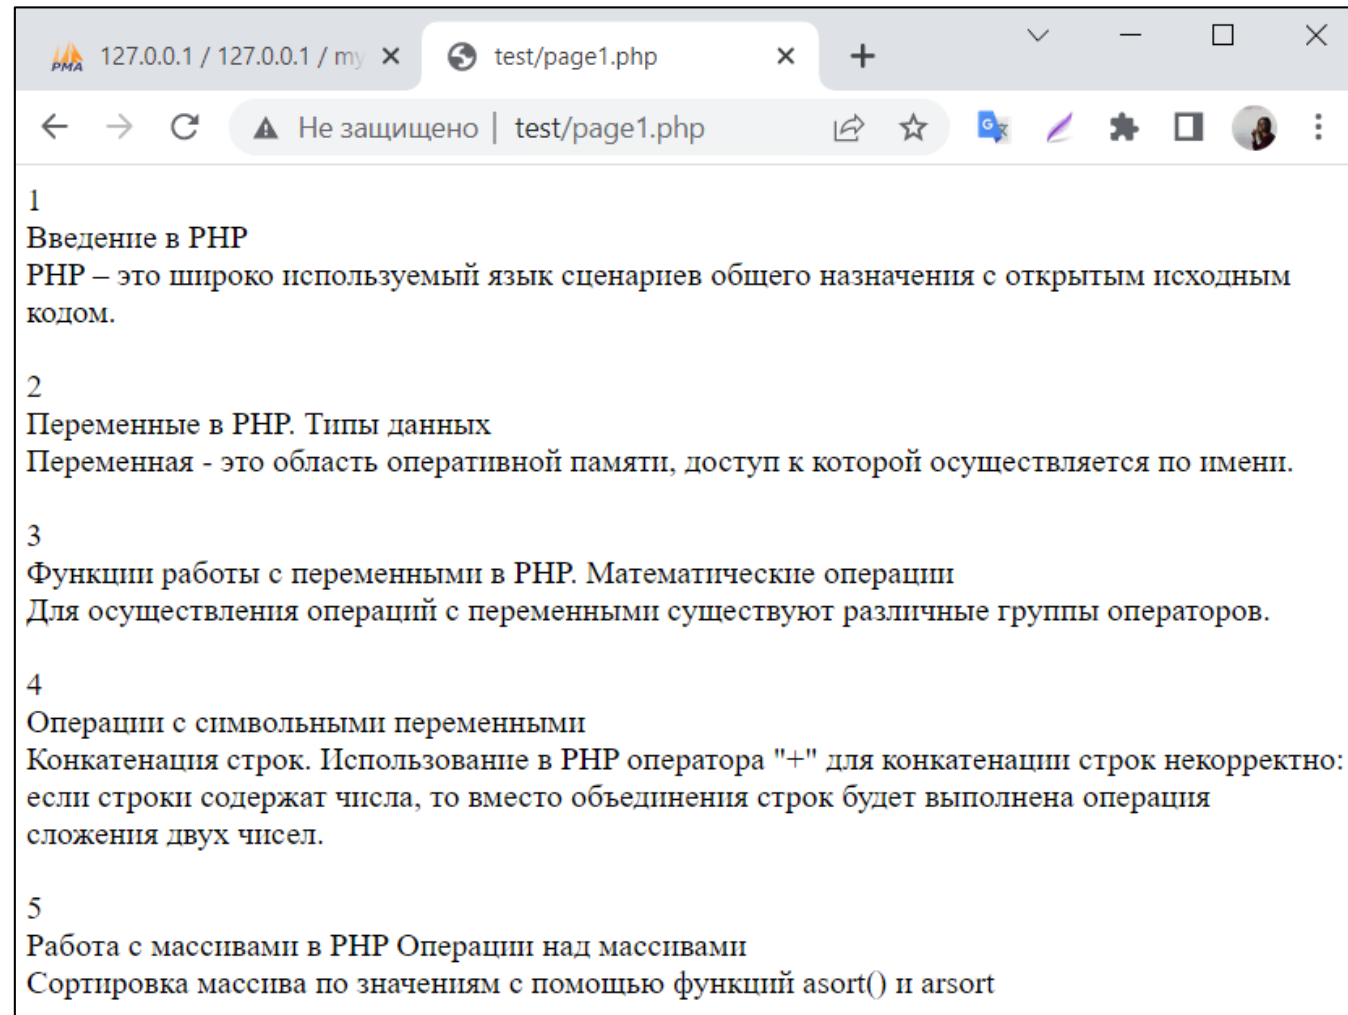 PMA 127.0.0.1 / 127.0.0.1 / my test/page1.php
Не защищено | test/page1.php
1
Введение в PHP
PHP – это широко используемый язык сценариев общего назначения с открытым исходным
кодом.
2
Переменные в PHP. Типы данных
Переменная - это область оперативной памяти, доступ к которой осуществляется по имени.
3
Функции работы с переменными в PHP. Математические операции
Для осуществления операций с переменными существуют различные группы операторов.
4
Операции с символьными переменными
Конкатенация строк. Использование в PHP оператора "+" для конкатенации строк некорректно:
если строки содержат числа, то вместо объединения строк будет выполнена операция
сложения двух чисел.
5
Работа с массивами в PHP Операции над массивами
Сортировка массива по значениям с помощью функций asort() и arsort